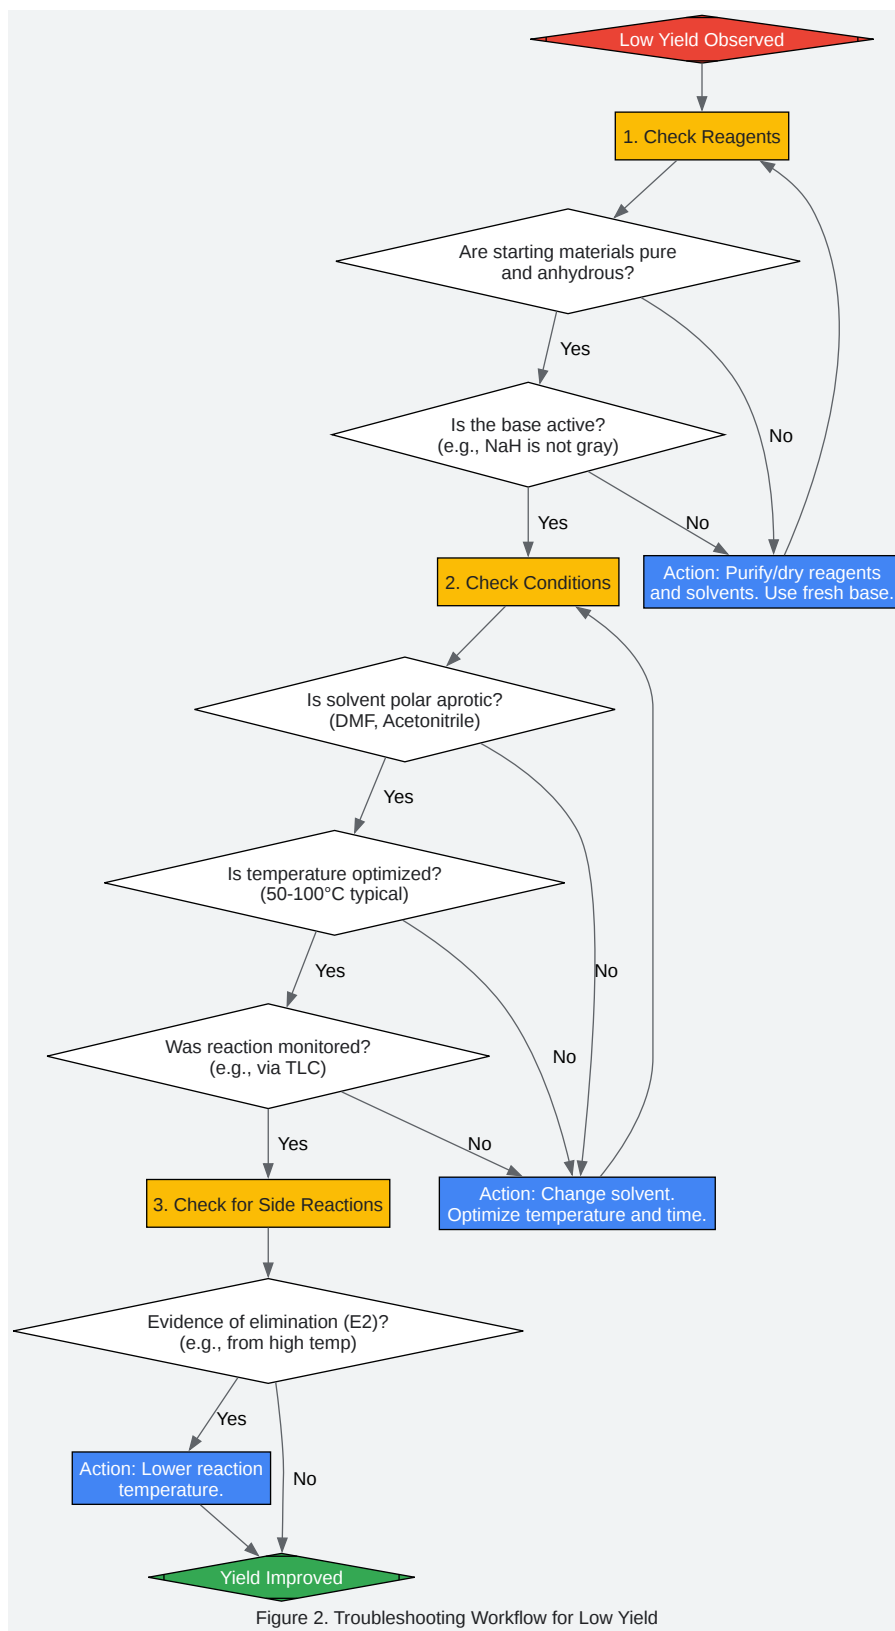 Low Yield Observed
1. Check Reagents
Are starting materials pure
and anhydrous?
Yes
Is the base active?
(e.g., NaH is not gray)
No
Yes
No
2. Check Conditions
Action: Purify/dry reagents
and solvents. Use fresh base.
Is solvent polar aprotic?
(DMF, Acetonitrile)
Yes
Is temperature optimized?
(50-100°C typical)
Yes
No
Was reaction monitored?
(e.g., via TLC)
No
Yes
No
3. Check for Side Reactions
Action: Change solvent.
Optimize temperature and time.
Evidence of elimination (E2)?
(e.g., from high temp)
Yes
Action: Lower reaction
temperature.
No
Yield Improved
Figure 2. Troubleshooting Workflow for Low Yield